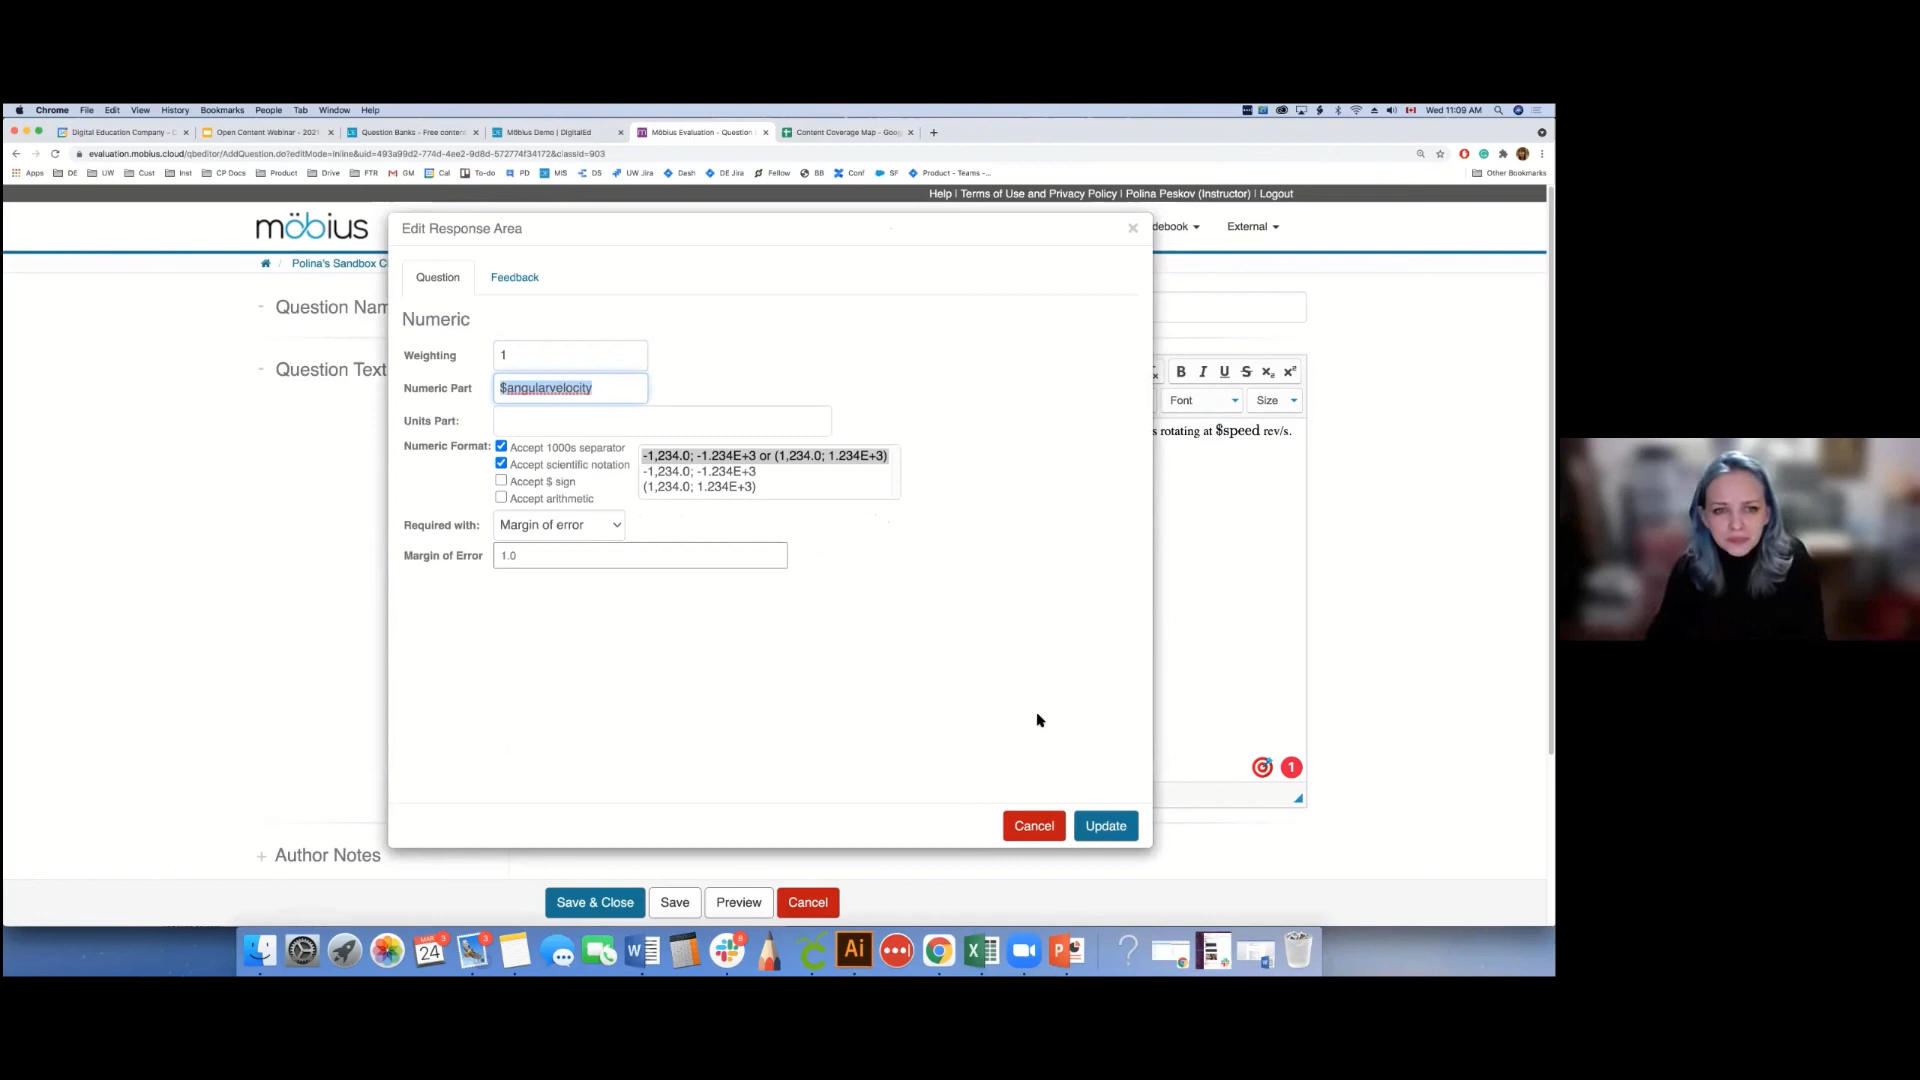 Chrome File Edit View History Bookmarks People Tab Window Help Wed 11:09 AM
Digital Education Company - C Open Content Webinar - 2021 Question Banks - Free conten Möbius Demo | DigitalEd Möbius Evaluation - Question Content Coverage Map - Goog
evaluation.mobius.cloud/qbeditor/AddQuestion.do?editMode=Inline&uid=493a99d2-774d-4ee2-9d8d-572774f34172&classId=903
Apps DE UW Cust Inst CP Docs Product Drive FTR GM Cal To-do PD MIS DS UW Jira Dash DE Jira Fellow BB Conf SF Product - Teams -... Other Bookmarks
Help | Terms of Use and Privacy Policy | Polina Peskov (Instructor) | Logout
möbius
Edit Response Area
debook External
Polina's Sandbox C
Question Feedback
Question Nam
Numeric
Weighting 1
Question Text
Numeric Part $angularvelocity
B I U S x₂ x²
Font Size
Units Part:
s rotating at $speed rev/s.
Numeric Format: Accept 1000s separator
Accept scientific notation
Accept $ sign
Accept arithmetic
-1,234.0; -1.234E+3 or (1,234.0; 1.234E+3)
-1,234.0; -1.234E+3
(1,234.0; 1.234E+3)
Required with: Margin of error
Margin of Error 1.0
1
Cancel Update
Author Notes
Save & Close Save Preview Cancel
MAR 24 3 3 W 8 Ai X P ?